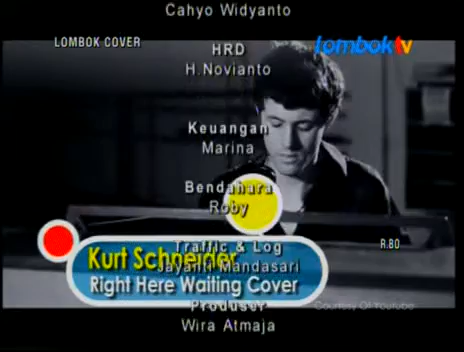 Cahyo Widyanto
LOMBOK COVER
lomboktv
HRD
H.Novianto
Keuangan
Marina
Bendahara
Roby
R.80
Traffic & Log
Kurt Schneider
Jayanti Mandasari
Right Here Waiting Cover
Produser
Courtesy Of Youtube
Wira Atmaja